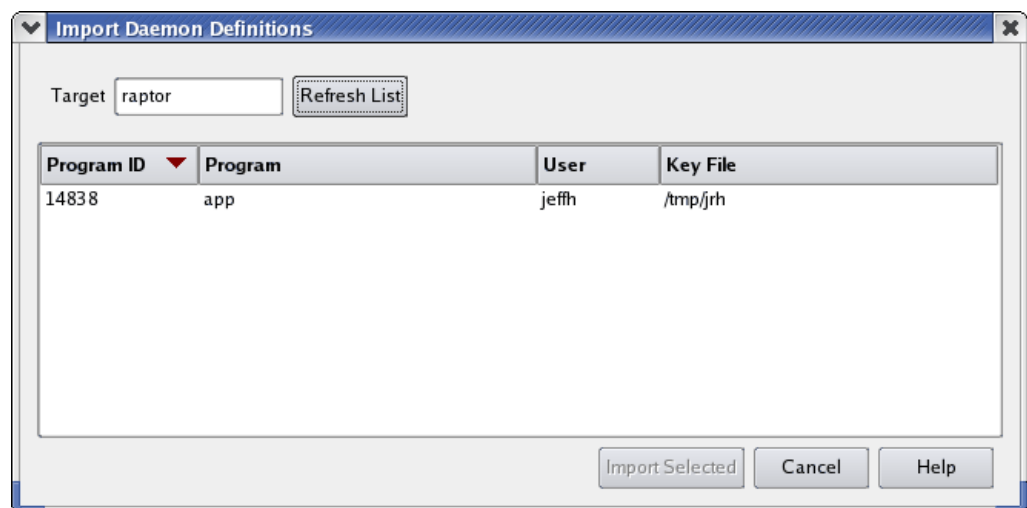 Import Daemon Definitions
Target raptor Refresh List
Program ID Program User Key File
14838 app jeffh /tmp/jrh
Import Selected Cancel Help